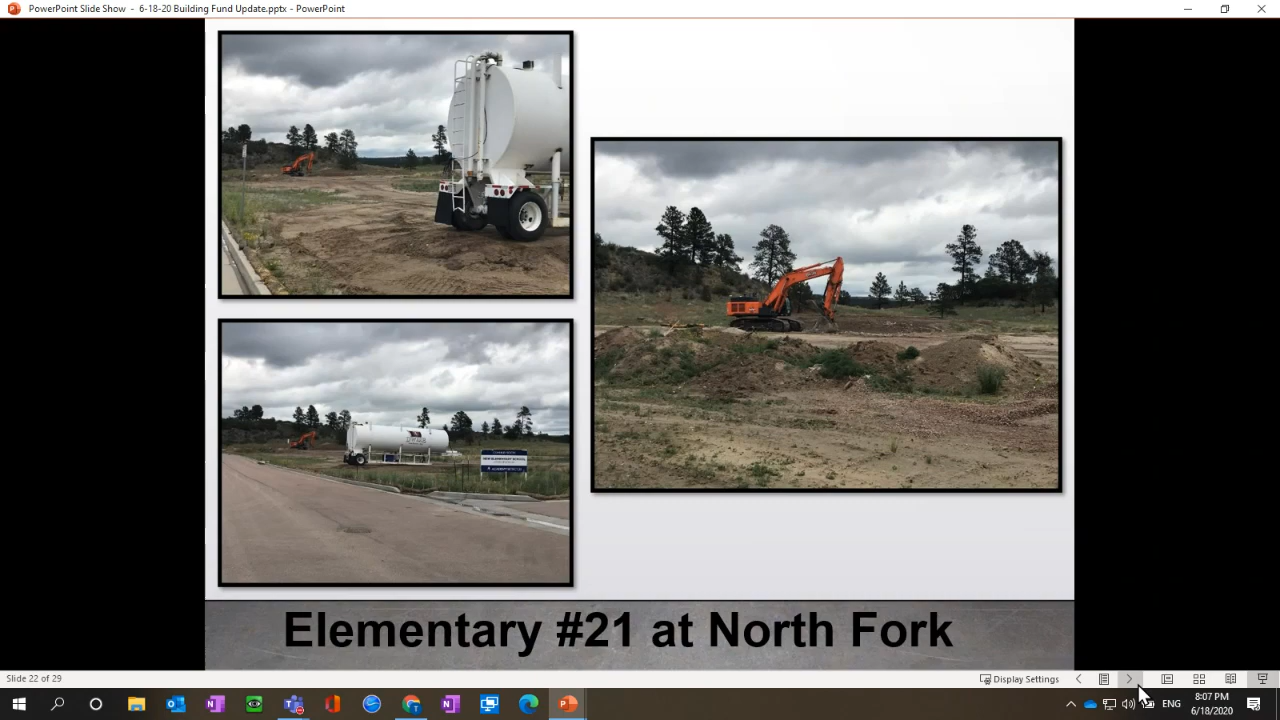 PowerPoint Slide Show - 6-18-20 Building Fund Update.pptx - PowerPoint
Elementary #21 at North Fork
Slide 22 of 29
Display Settings
ENG
8:07 PM
6/18/2020